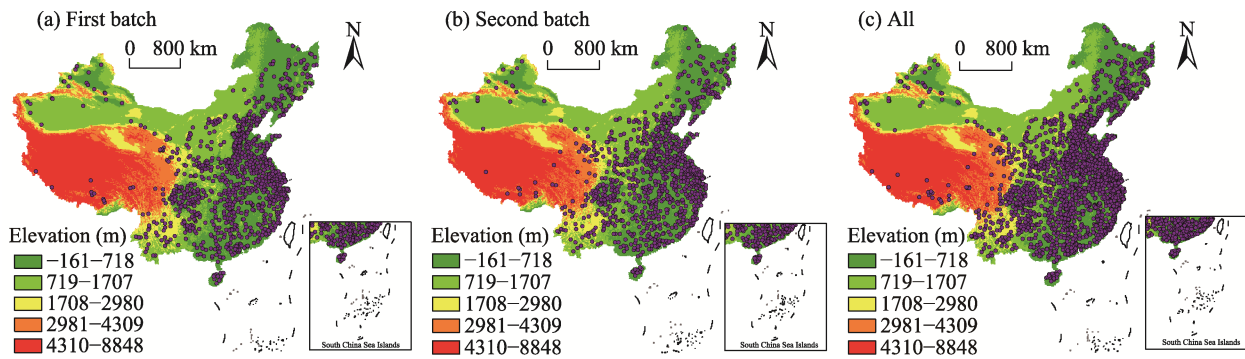 (a) First batch
0 800 km
N
Elevation (m)
−161−718
719−1707
1708−2980
2981−4309
4310−8848
South China Sea Islands
(b) Second batch
0 800 km
N
Elevation (m)
−161−718
719−1707
1708−2980
2981−4309
4310−8848
South China Sea Islands
(c) All
0 800 km
N
Elevation (m)
−161−718
719−1707
1708−2980
2981−4309
4310−8848
South China Sea Islands